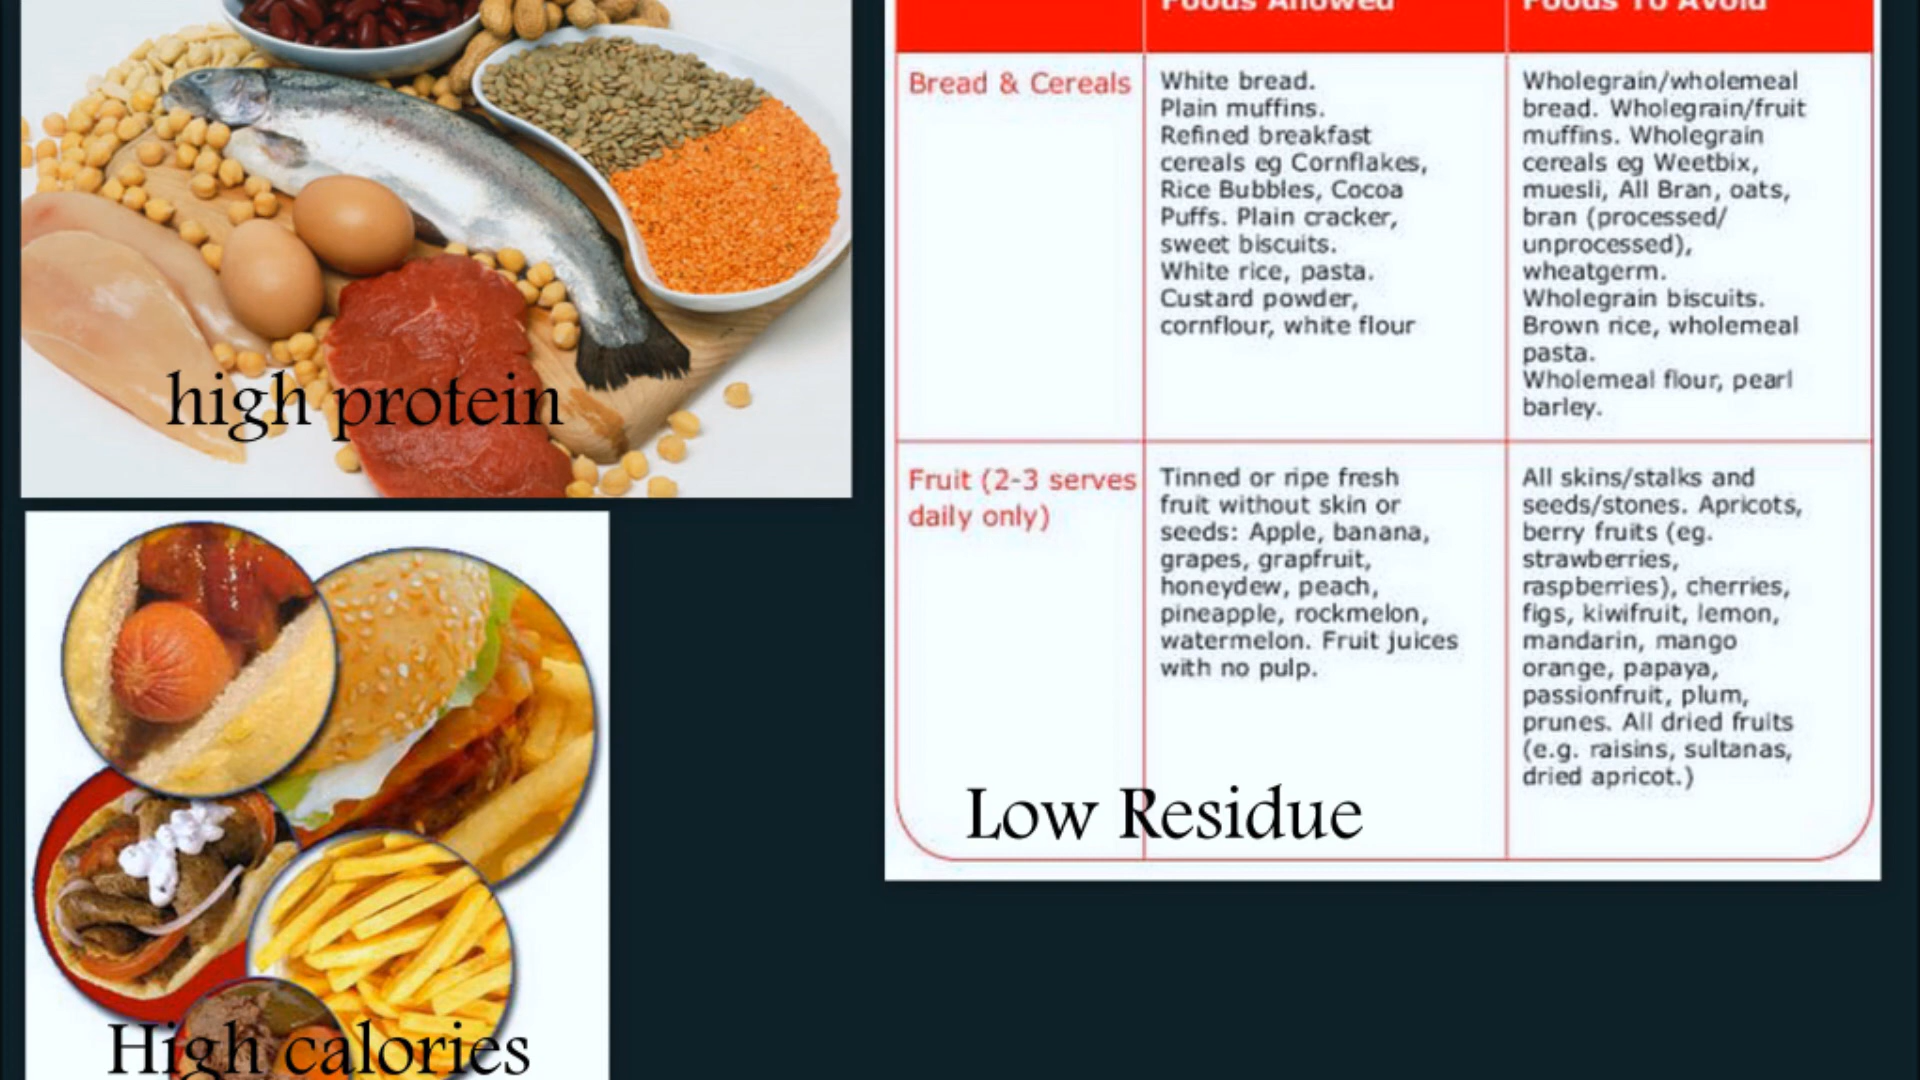 Foods Allowed
Foods To Avoid
Bread & Cereals
White bread.
Plain muffins.
Refined breakfast
cereals eg Cornflakes,
Rice Bubbles, Cocoa
Puffs. Plain cracker,
sweet biscuits.
White rice, pasta.
Custard powder,
cornflour, white flour
Wholegrain/wholemeal
bread. Wholegrain/fruit
muffins. Wholegrain
cereals eg Weetbix,
muesli, All Bran, oats,
bran (processed/
unprocessed),
wheatgerm.
Wholegrain biscuits.
Brown rice, wholemeal
pasta.
Wholemeal flour, pearl
barley.
Fruit (2-3 serves
daily only)
Tinned or ripe fresh
fruit without skin or
seeds: Apple, banana,
grapes, grapfruit,
honeydew, peach,
pineapple, rockmelon,
watermelon. Fruit juices
with no pulp.
All skins/stalks and
seeds/stones. Apricots,
berry fruits (eg.
strawberries,
raspberries), cherries,
figs, kiwifruit, lemon,
mandarin, mango
orange, papaya,
passionfruit, plum,
prunes. All dried fruits
(e.g. raisins, sultanas,
dried apricot.)
Low Residue
high protein
High calories